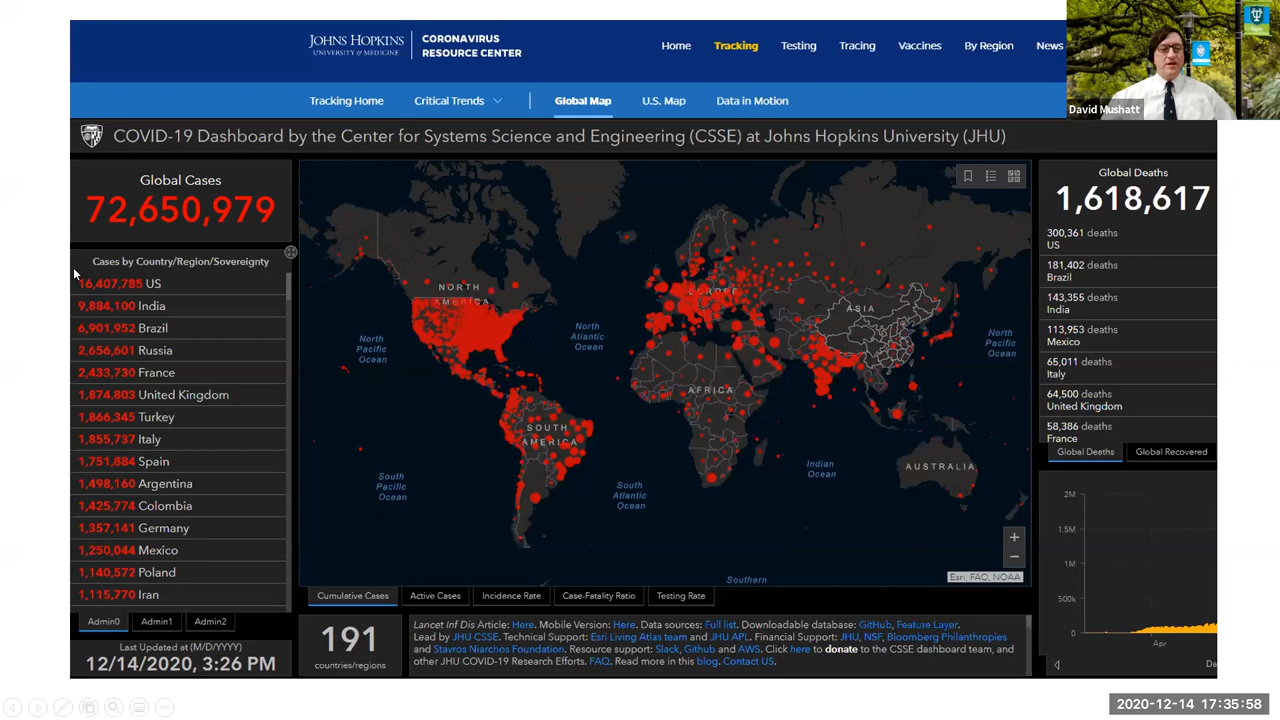 JOHNS HOPKINS
UNIVERSITY & MEDICINE
CORONAVIRUS
RESOURCE CENTER
Home
Tracking
Testing
Tracing
Vaccines
By Region
News
David Mushatt
Tracking Home
Critical Trends
Global Map
U.S. Map
Data in Motion
COVID-19 Dashboard by the Center for Systems Science and Engineering (CSSE) at Johns Hopkins University (JHU)
Global Cases
72,650,979
Cases by Country/Region/Sovereignty
16,407,785 US
9,884,100 India
6,901,952 Brazil
2,656,601 Russia
2,433,730 France
1,874,803 United Kingdom
1,866,345 Turkey
1,855,737 Italy
1,751,884 Spain
1,498,160 Argentina
1,425,774 Colombia
1,357,141 Germany
1,250,044 Mexico
1,140,572 Poland
1,115,770 Iran
Admin0
Admin1
Admin2
Last Updated at (M/D/YYYY)
12/14/2020, 3:26 PM
NORTH
AMERICA
EUROPE
ASIA
North
Pacific
Ocean
North
Atlantic
Ocean
North
Pacific
Ocean
AFRICA
SOUTH
AMERICA
Indian
Ocean
AUSTRALIA
South
Pacific
Ocean
South
Atlantic
Ocean
Southern
Esri, FAO, NOAA
Cumulative Cases
Active Cases
Incidence Rate
Case-Fatality Ratio
Testing Rate
191
countries/regions
Lancet Inf Dis Article: Here. Mobile Version: Here. Data sources: Full list. Downloadable database: GitHub, Feature Layer.
Lead by JHU CSSE. Technical Support: Esri Living Atlas team and JHU APL. Financial Support: JHU, NSF, Bloomberg Philanthropies
and Stavros Niarchos Foundation. Resource support: Slack, Github and AWS. Click here to donate to the CSSE dashboard team, and
other JHU COVID-19 Research Efforts. FAQ. Read more in this blog. Contact US.
Global Deaths
1,618,617
300,361 deaths
US
181,402 deaths
Brazil
143,355 deaths
India
113,953 deaths
Mexico
65,011 deaths
Italy
64,500 deaths
United Kingdom
58,386 deaths
France
Global Deaths
Global Recovered
2M
1.5M
1M
500k
0
Apr
Da
2020-12-14 17:35:58